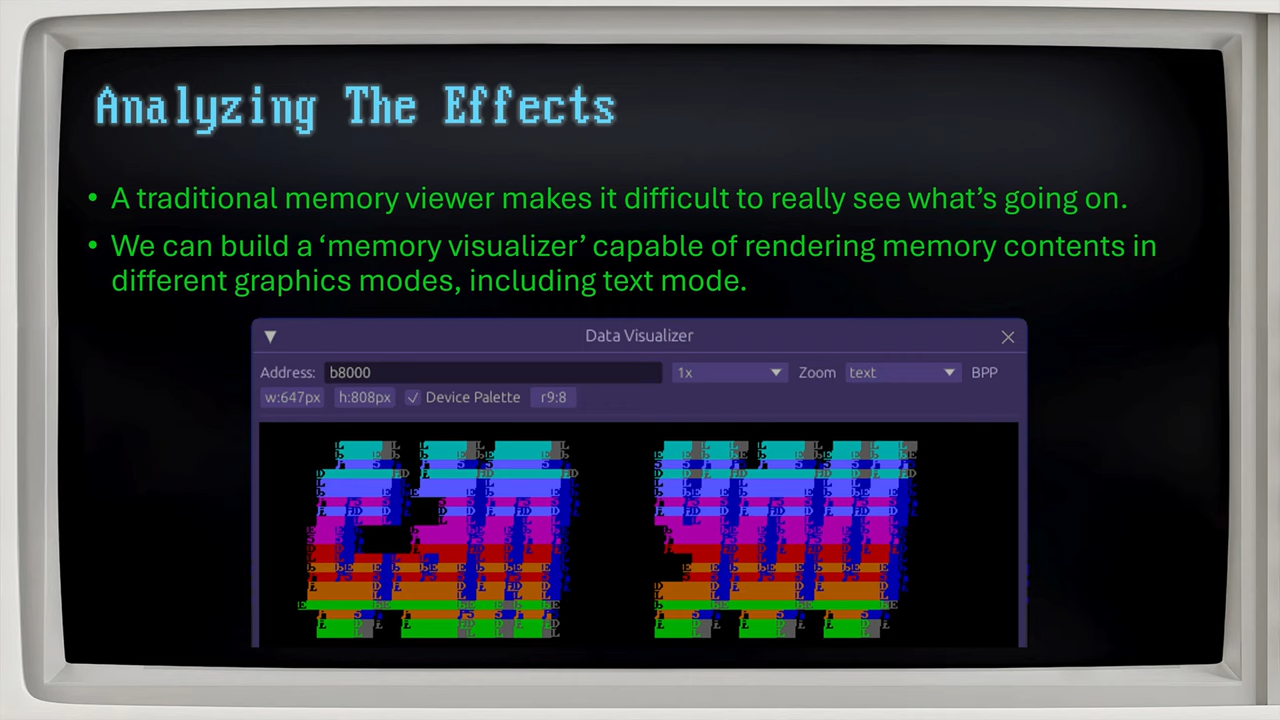 Analyzing The Effects
• A traditional memory viewer makes it difficult to really see what’s going on.
• We can build a ‘memory visualizer’ capable of rendering memory contents in
different graphics modes, including text mode.
Data Visualizer
Address: b8000 1x Zoom text BPP
w:647px h:808px Device Palette r9:8